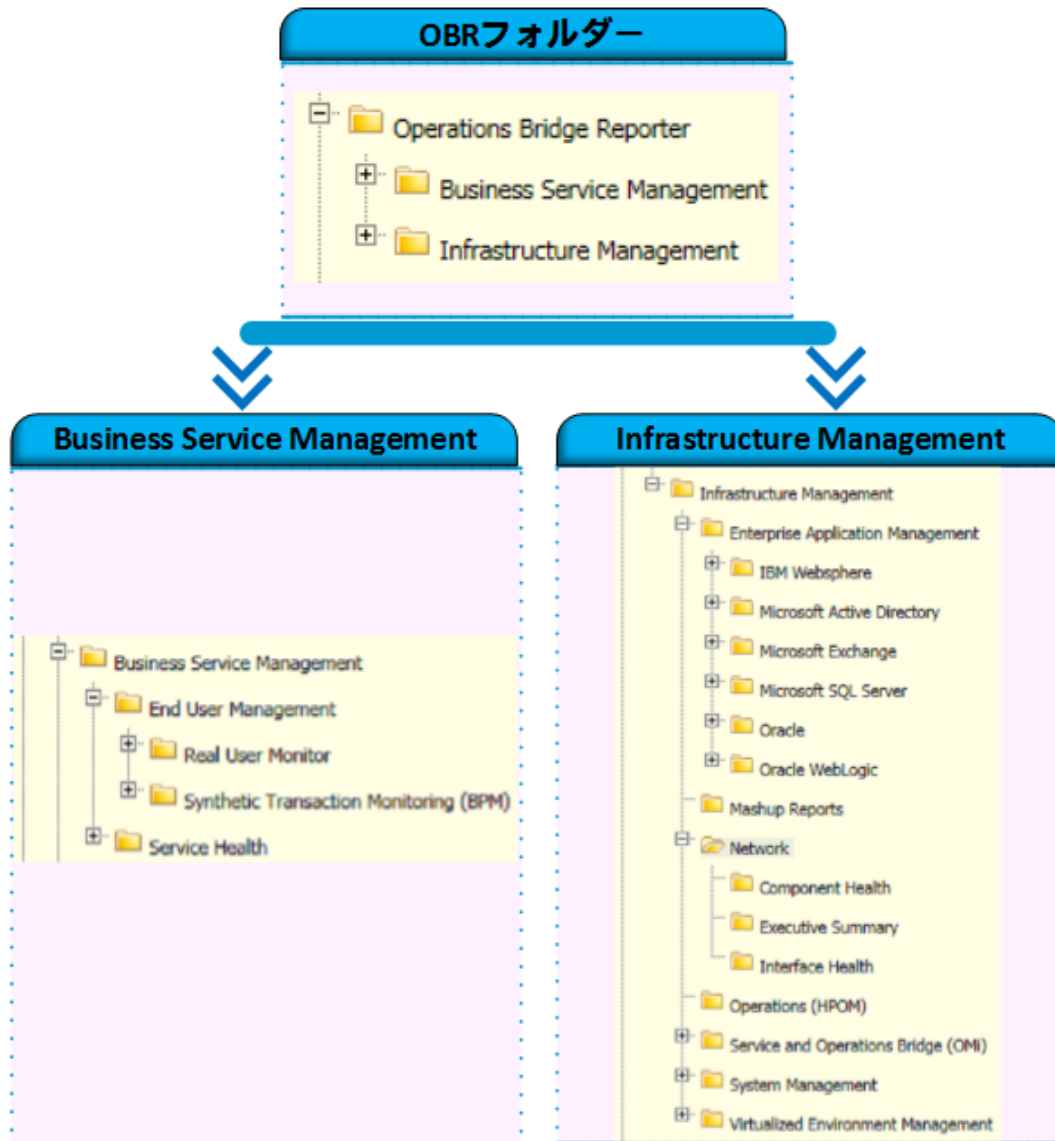 OBRフォルダー
Operations Bridge Reporter
Business Service Management
Infrastructure Management
Business Service Management
Business Service Management
End User Management
Real User Monitor
Synthetic Transaction Monitoring (BPM)
Service Health
Infrastructure Management
Infrastructure Management
Enterprise Application Management
IBM Websphere
Microsoft Active Directory
Microsoft Exchange
Microsoft SQL Server
Oracle
Oracle WebLogic
Mashup Reports
Network
Component Health
Executive Summary
Interface Health
Operations (HPOM)
Service and Operations Bridge (OMi)
System Management
Virtualized Environment Management